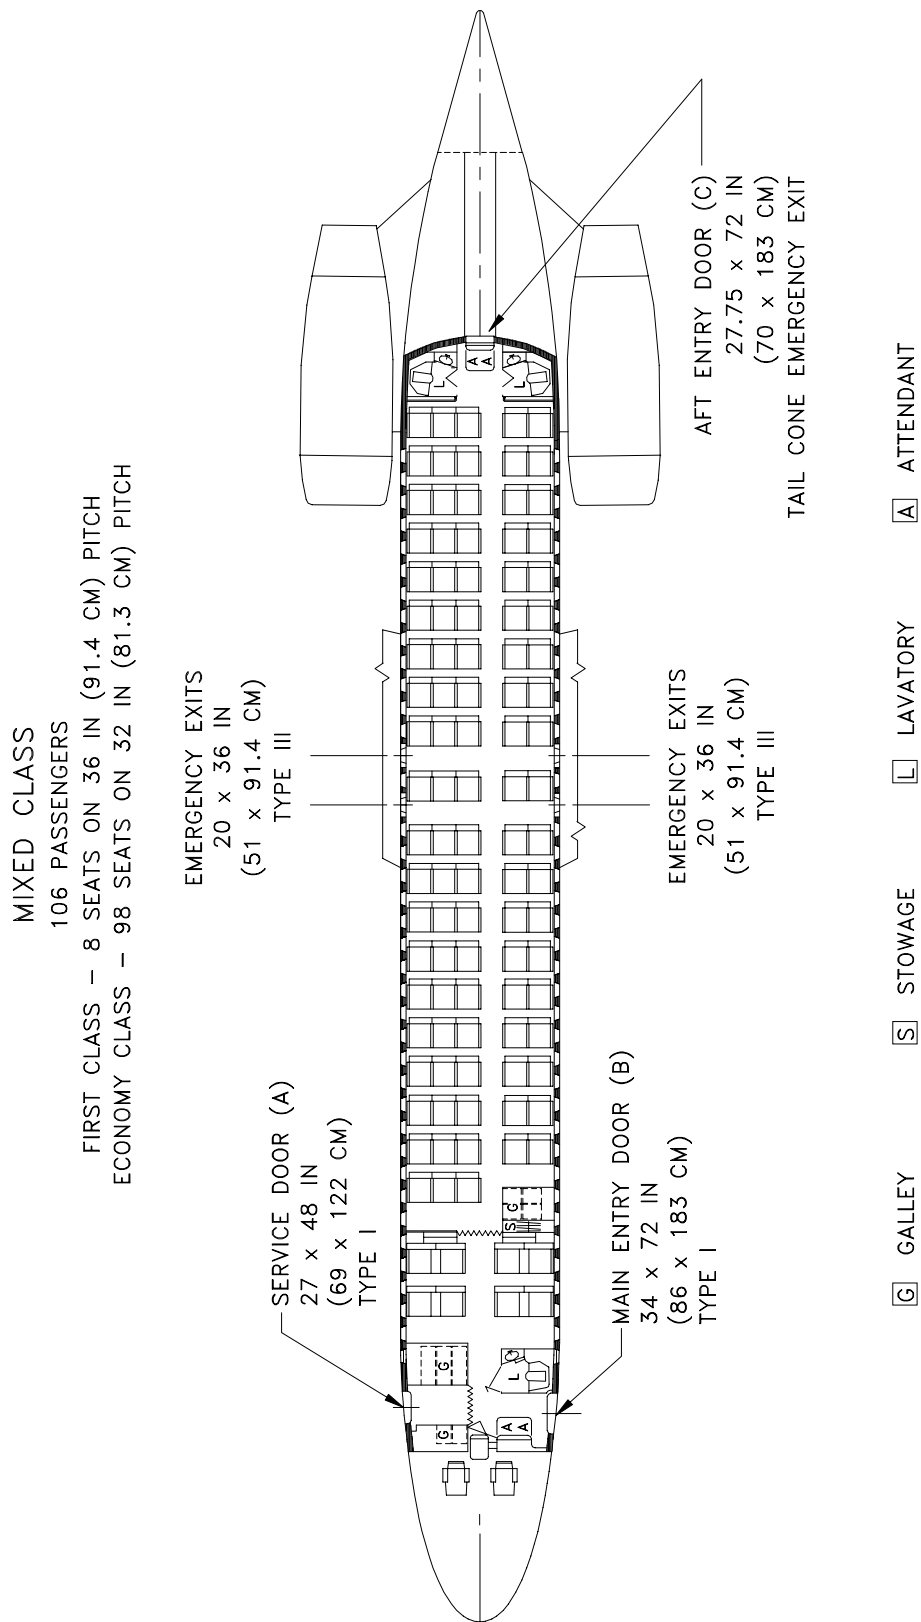 MIXED CLASS
106 PASSENGERS
FIRST CLASS – 8 SEATS ON 36 IN (91.4 CM) PITCH
ECONOMY CLASS – 98 SEATS ON 32 IN (81.3 CM) PITCH
SERVICE DOOR (A)
27 x 48 IN
(69 x 122 CM)
TYPE I
EMERGENCY EXITS
20 x 36 IN
(51 x 91.4 CM)
TYPE III
G
G
A
A
L
S
G
L
L
A
A
MAIN ENTRY DOOR (B)
34 x 72 IN
(86 x 183 CM)
TYPE I
EMERGENCY EXITS
20 x 36 IN
(51 x 91.4 CM)
TYPE III
AFT ENTRY DOOR (C)
27.75 x 72 IN
(70 x 183 CM)
TAIL CONE EMERGENCY EXIT
G GALLEY
S STOWAGE
L LAVATORY
A ATTENDANT